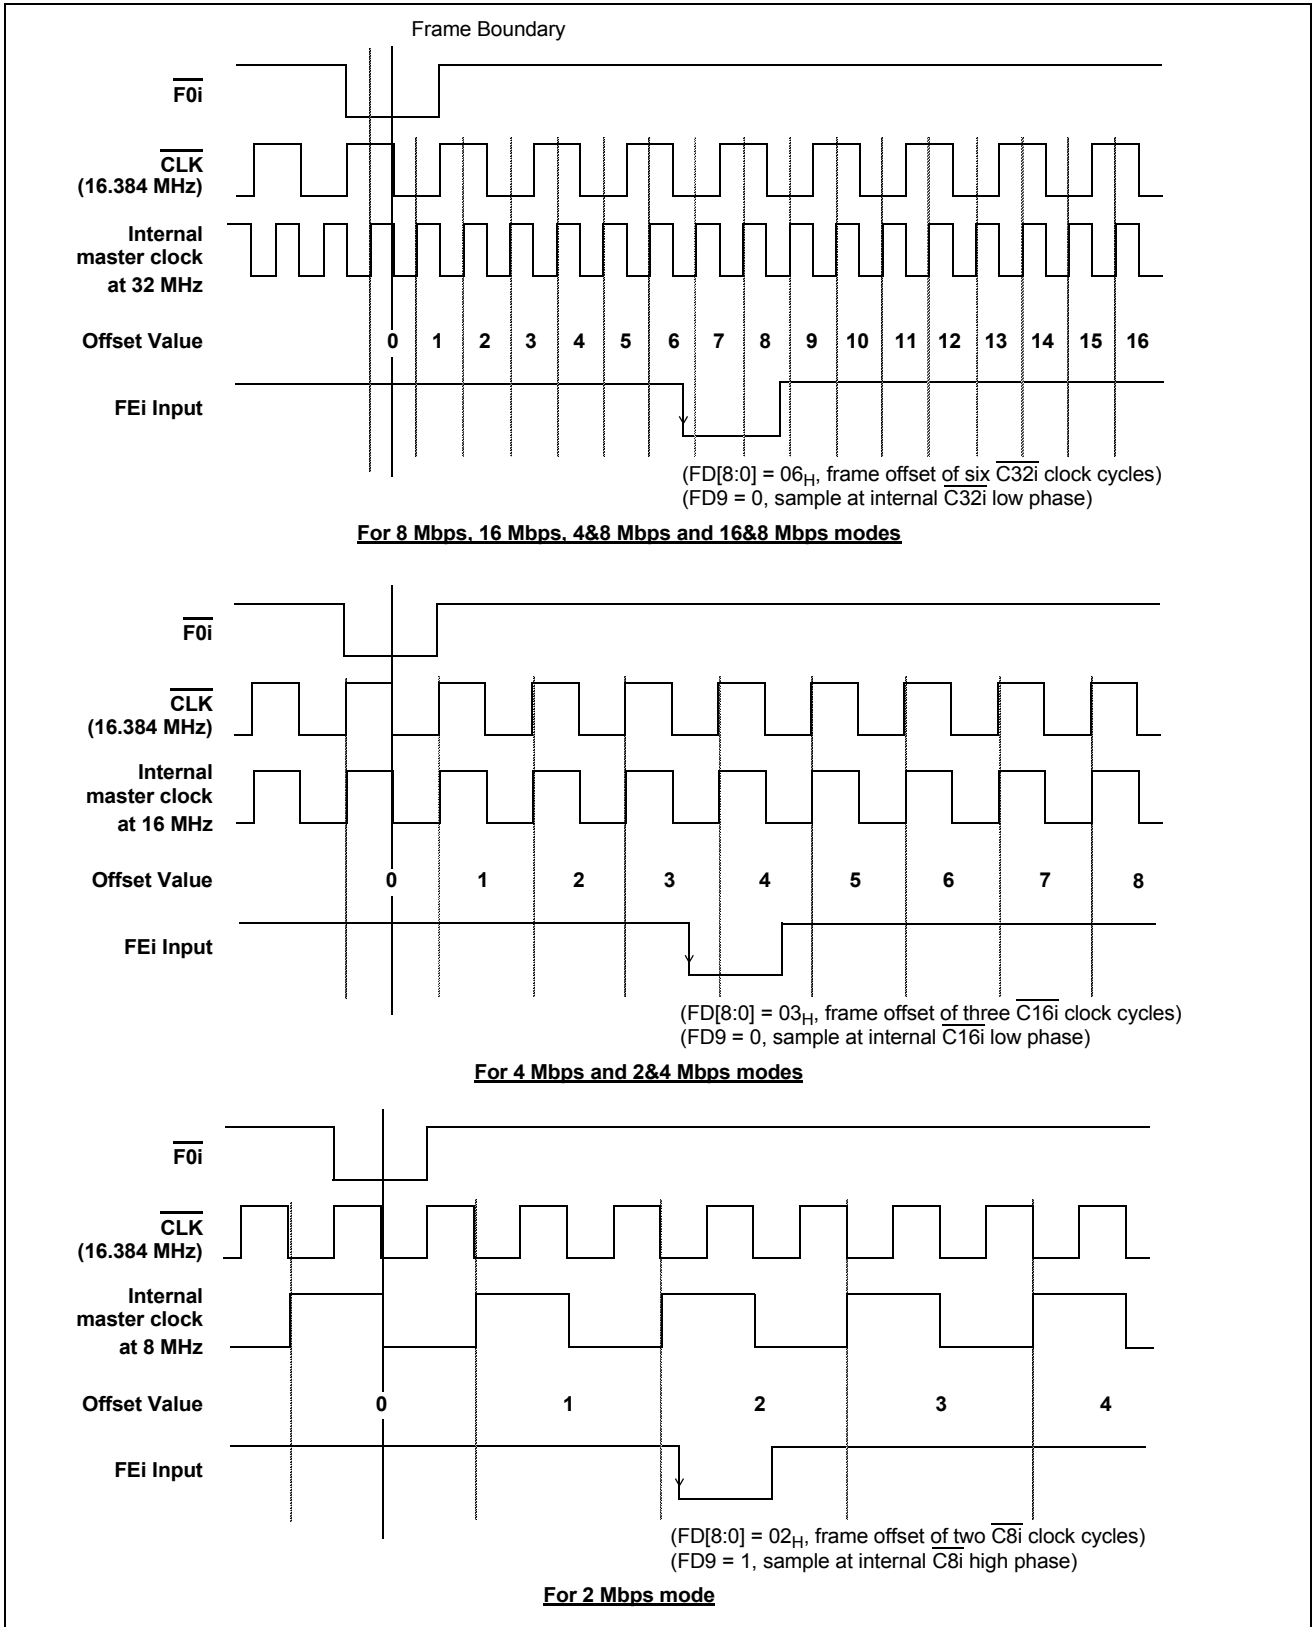 Frame Boundary
F0i
CLK
(16.384 MHz)
Internal
master clock
at 32 MHz
Offset Value 0 1 2 3 4 5 6 7 8 9 10 11 12 13 14 15 16
FEi Input
(FD[8:0] = 06H, frame offset of six C32i clock cycles)
(FD9 = 0, sample at internal C32i low phase)
For 8 Mbps, 16 Mbps, 4&8 Mbps and 16&8 Mbps modes
F0i
CLK
(16.384 MHz)
Internal
master clock
at 16 MHz
Offset Value 0 1 2 3 4 5 6 7 8
FEi Input
(FD[8:0] = 03H, frame offset of three C16i clock cycles)
(FD9 = 0, sample at internal C16i low phase)
For 4 Mbps and 2&4 Mbps modes
F0i
CLK
(16.384 MHz)
Internal
master clock
at 8 MHz
Offset Value 0 1 2 3 4
FEi Input
(FD[8:0] = 02H, frame offset of two C8i clock cycles)
(FD9 = 1, sample at internal C8i high phase)
For 2 Mbps mode